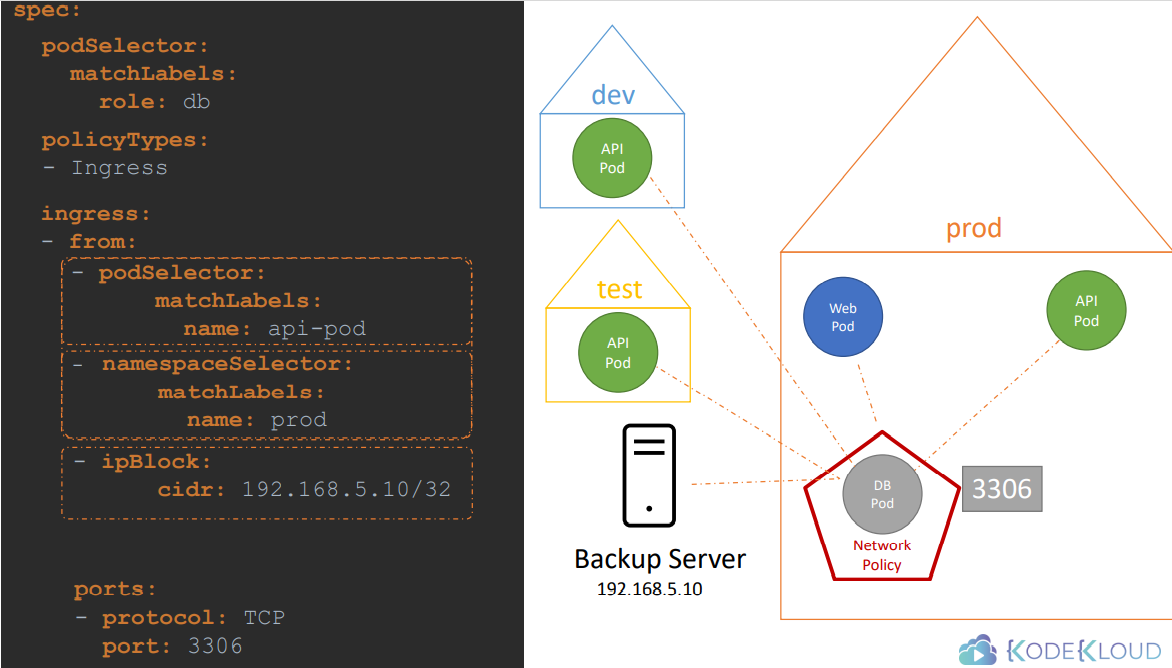 spec:
podSelector:
matchLabels:
role: db
policyTypes:
- Ingress
ingress:
- from:
- podSelector:
matchLabels:
name: api-pod
- namespaceSelector:
matchLabels:
name: prod
- ipBlock:
cidr: 192.168.5.10/32
ports:
- protocol: TCP
port: 3306
dev
API
Pod
test
API
Pod
Backup Server
192.168.5.10
prod
Web
Pod
API
Pod
DB
Pod
3306
Network
Policy
KODEKLOUD